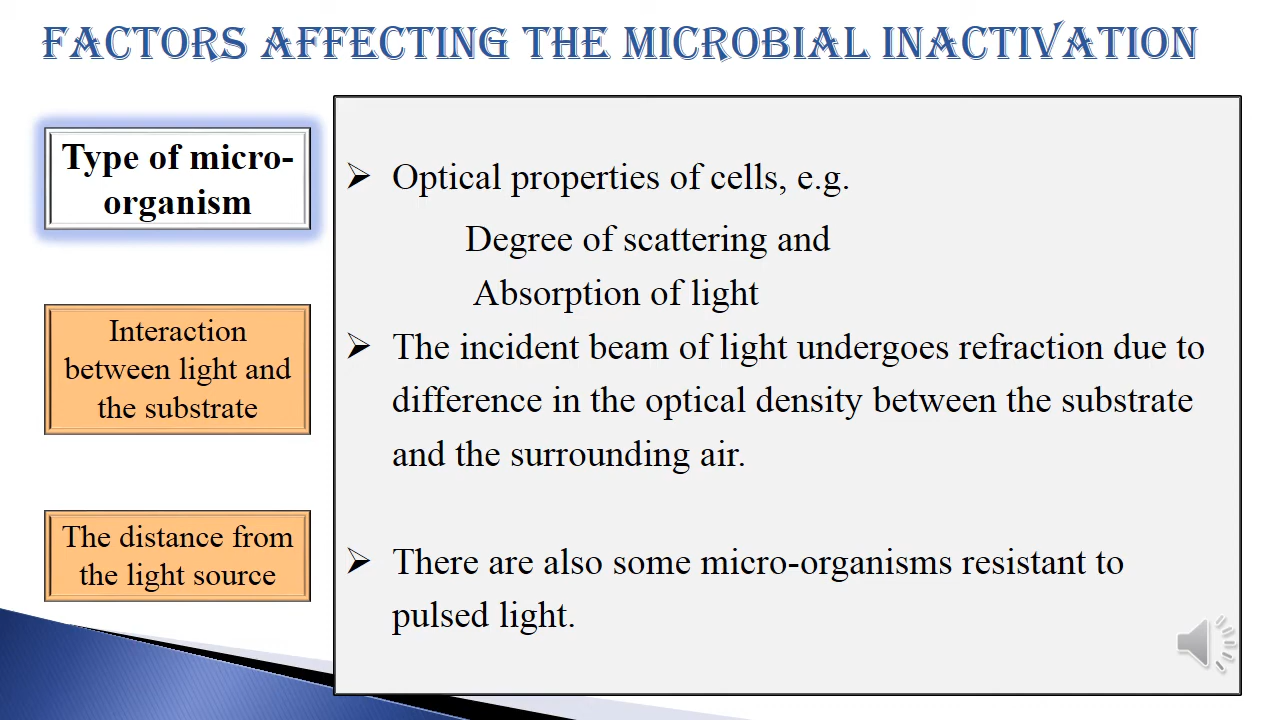 FACTORS AFFECTING THE MICROBIAL INACTIVATION
Type of micro-
organism
Interaction
between light and
the substrate
The distance from
the light source
➢ Optical properties of cells, e.g.
Degree of scattering and
Absorption of light
➢ The incident beam of light undergoes refraction due to
difference in the optical density between the substrate
and the surrounding air.
➢ There are also some micro-organisms resistant to
pulsed light.